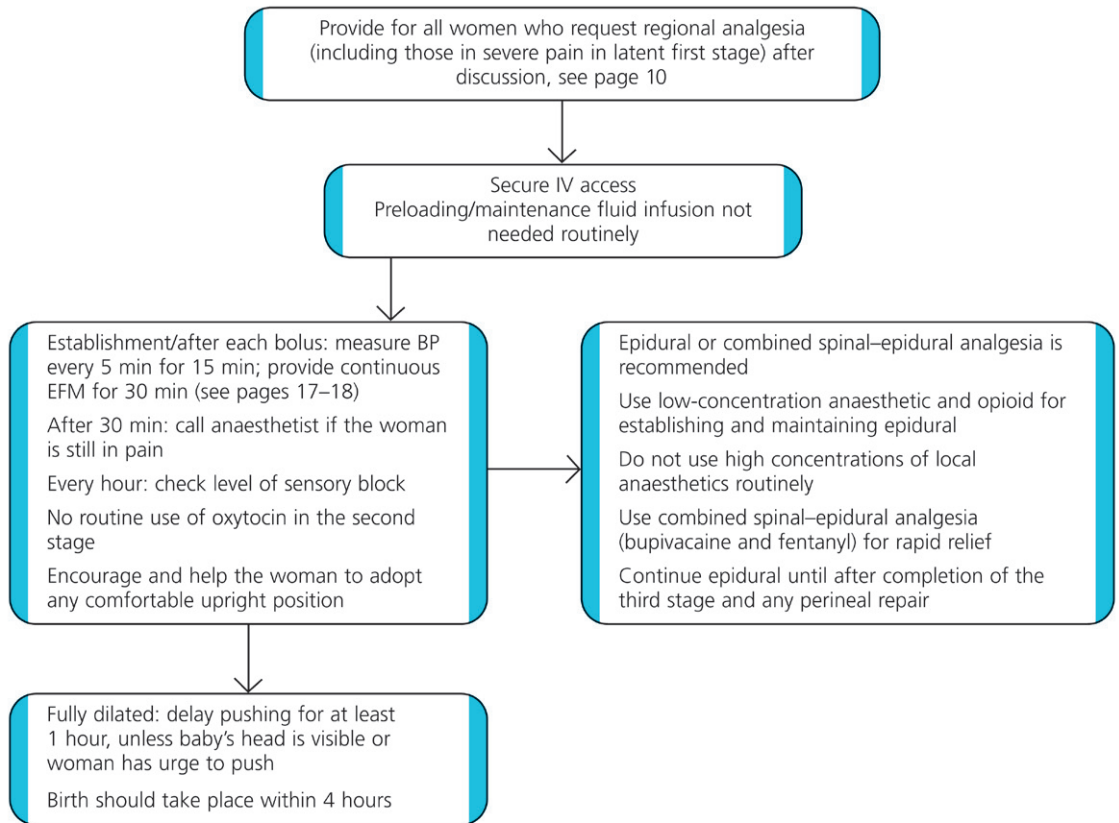 Provide for all women who request regional analgesia
(including those in severe pain in latent first stage) after
discussion, see page 10
Secure IV access
Preloading/maintenance fluid infusion not
needed routinely
Establishment/after each bolus: measure BP
every 5 min for 15 min; provide continuous
EFM for 30 min (see pages 17–18)
After 30 min: call anaesthetist if the woman
is still in pain
Every hour: check level of sensory block
No routine use of oxytocin in the second
stage
Encourage and help the woman to adopt
any comfortable upright position
Epidural or combined spinal–epidural analgesia is
recommended
Use low-concentration anaesthetic and opioid for
establishing and maintaining epidural
Do not use high concentrations of local
anaesthetics routinely
Use combined spinal–epidural analgesia
(bupivacaine and fentanyl) for rapid relief
Continue epidural until after completion of the
third stage and any perineal repair
Fully dilated: delay pushing for at least
1 hour, unless baby's head is visible or
woman has urge to push
Birth should take place within 4 hours